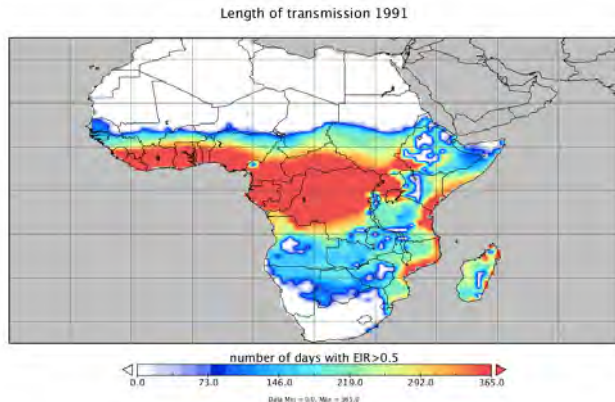 Length of transmission 1991
number of days with EIR>0.5
0.0 73.0 146.0 219.0 292.0 365.0
Data Min = 0.0, Max = 365.0